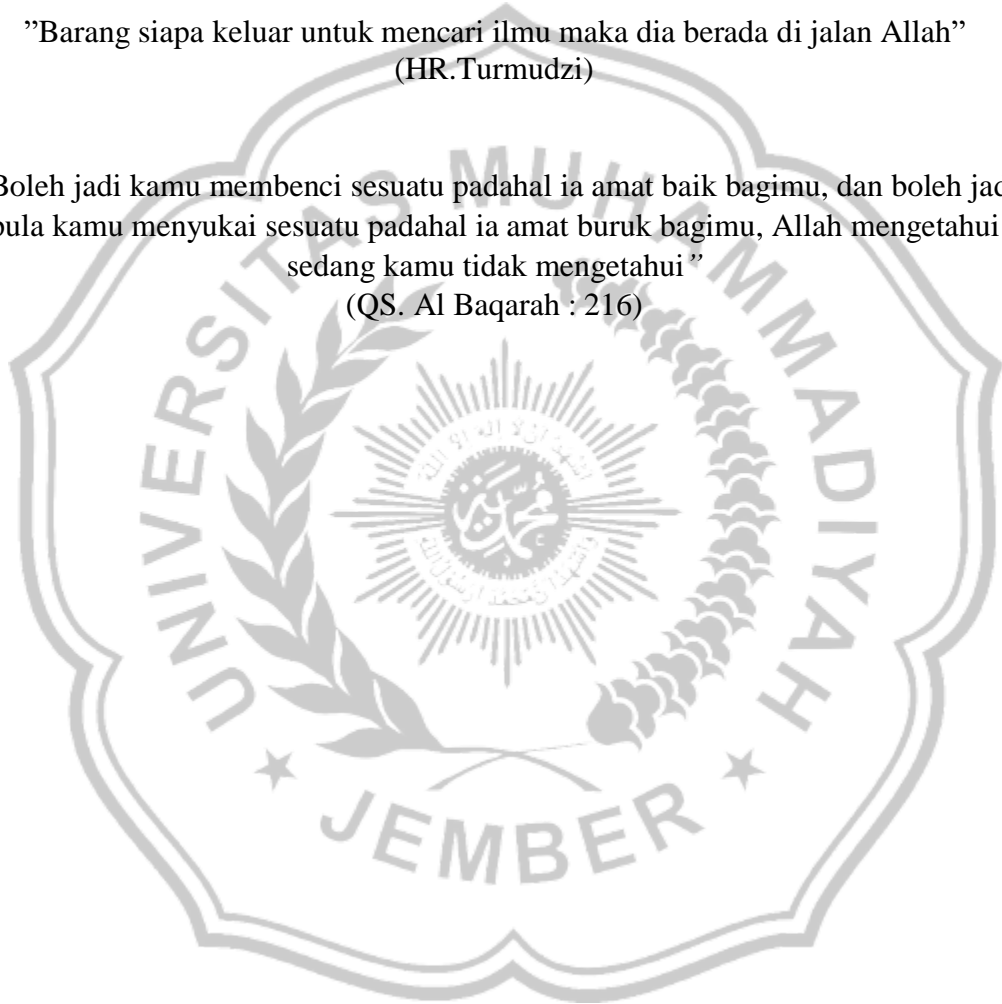 ”Barang siapa keluar untuk mencari ilmu maka dia berada di jalan Allah”
(HR.Turmudzi)
Boleh jadi kamu membenci sesuatu padahal ia amat baik bagimu, dan boleh jad
pula kamu menyukai sesuatu padahal ia amat buruk bagimu, Allah mengetahui
sedang kamu tidak mengetahui”
(QS. Al Baqarah : 216)
UNIVERSITAS MUHAMMADIYAH
JEMBER